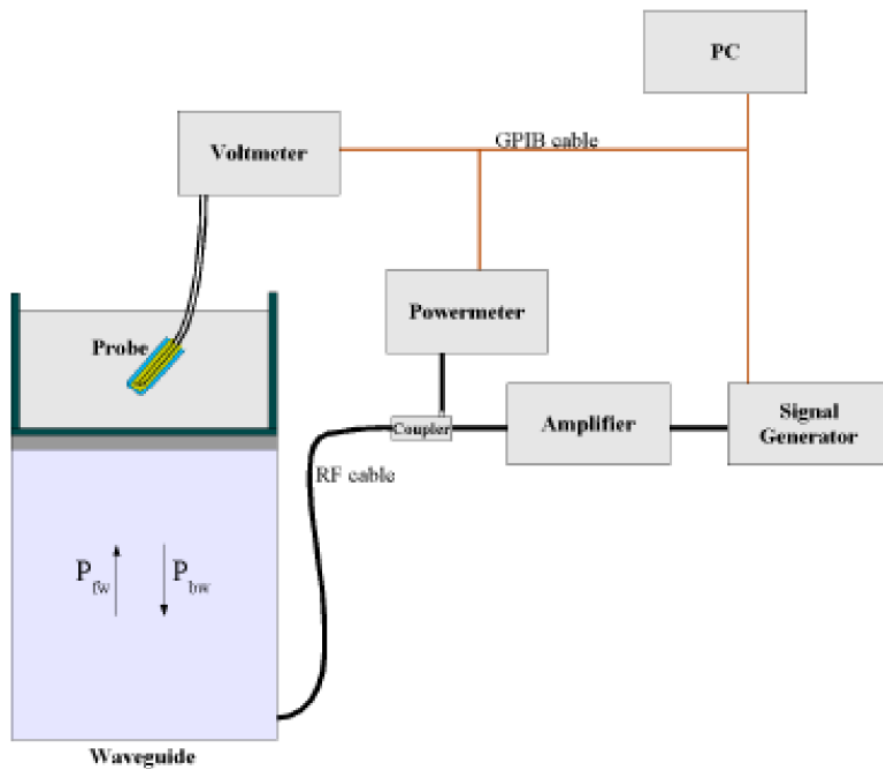 PC
Voltmeter
GPIB cable
Powermeter
Probe
Coupler
Amplifier
Signal
Generator
RF cable
P fw
P bw
Waveguide